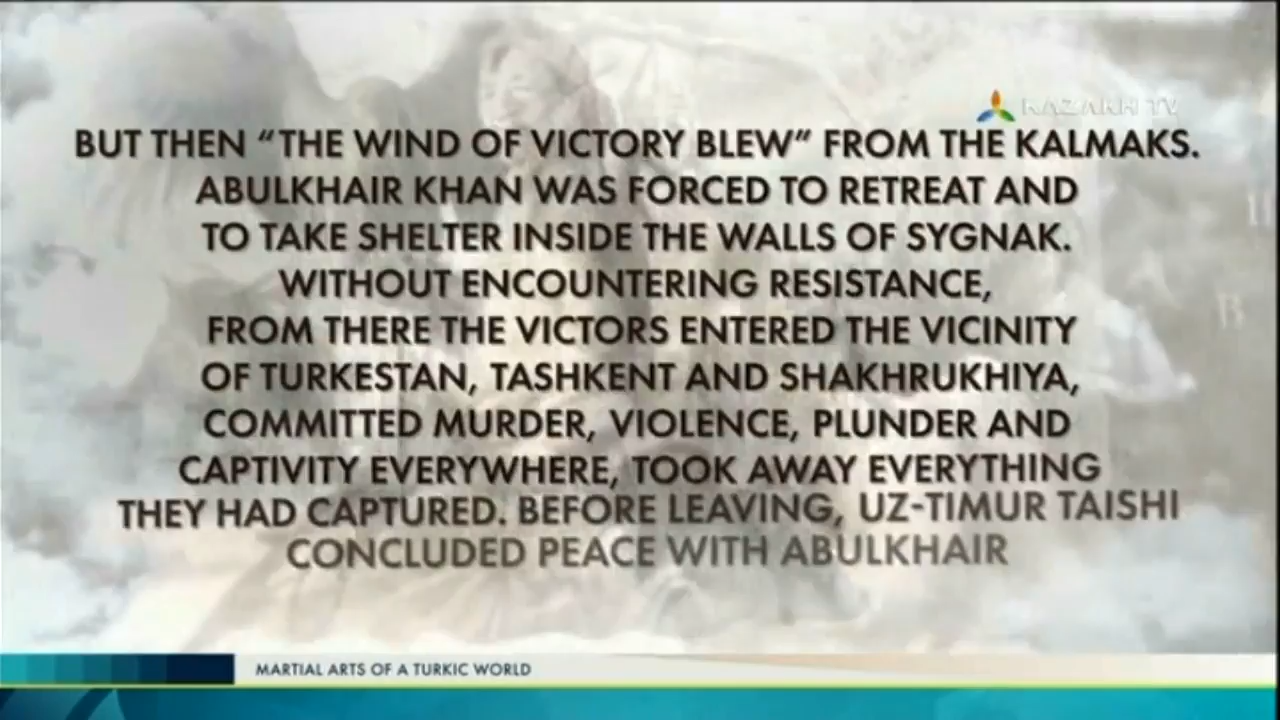 KAZAKH TV
BUT THEN “THE WIND OF VICTORY BLEW” FROM THE KALMAKS.
ABULKHAIR KHAN WAS FORCED TO RETREAT AND
TO TAKE SHELTER INSIDE THE WALLS OF SYGNAK.
WITHOUT ENCOUNTERING RESISTANCE,
FROM THERE THE VICTORS ENTERED THE VICINITY
OF TURKESTAN, TASHKENT AND SHAKHRUKHIYA,
COMMITTED MURDER, VIOLENCE, PLUNDER AND
CAPTIVITY EVERYWHERE, TOOK AWAY EVERYTHING
THEY HAD CAPTURED. BEFORE LEAVING, UZ-TIMUR TAISHI
CONCLUDED PEACE WITH ABULKHAIR
MARTIAL ARTS OF A TURKIC WORLD